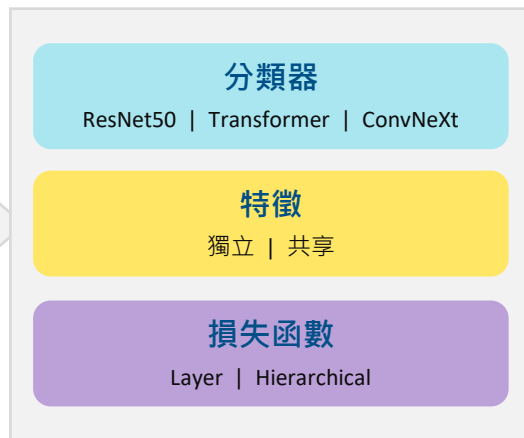 分類器
ResNet50 | Transformer | ConvNeXt
特徵
獨立 | 共享
損失函數
Layer | Hierarchical